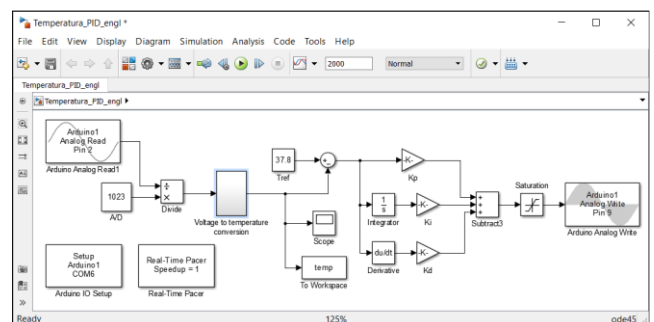 Temperatura_PID_engl *
File Edit View Display Diagram Simulation Analysis Code Tools Help
2000 Normal
Temperatura_PID_engl
Temperatura_PID_engl
Arduino1
Analog Read
Pin 2
Arduino Analog Read1
1023
A/D
÷
×
Divide
Voltage to temperature
conversion
37.8
Tref
+
-
Scope
temp
To Workspace
-K-
Kp
1
s
Integrator
-K-
Ki
du/dt
Derivative
-K-
Kd
+
+
+
Subtract3
Saturation
Arduino1
Analog Write
Pin 9
Arduino Analog Write
Setup
Arduino1
COM6
Arduino IO Setup
Real-Time Pacer
Speedup = 1
Real-Time Pacer
Ready 125% ode45